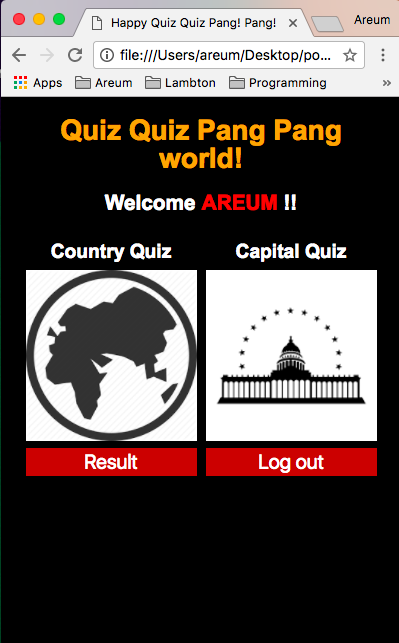 Happy Quiz Quiz Pang! Pang!
Areum
file:///Users/areum/Desktop/po...
Apps Areum Lambton Programming »
Quiz Quiz Pang Pang
world!
Welcome AREUM !!
Country Quiz Capital Quiz
Result Log out